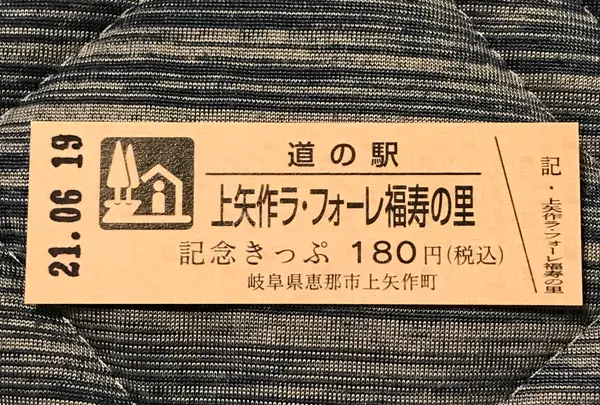 21.06 19
道の駅
上矢作ラ・フォーレ福寿の里
記念きっぷ 180円(税込)
岐阜県恵那市上矢作町
記・上矢作ラ・フォーレ福寿の里